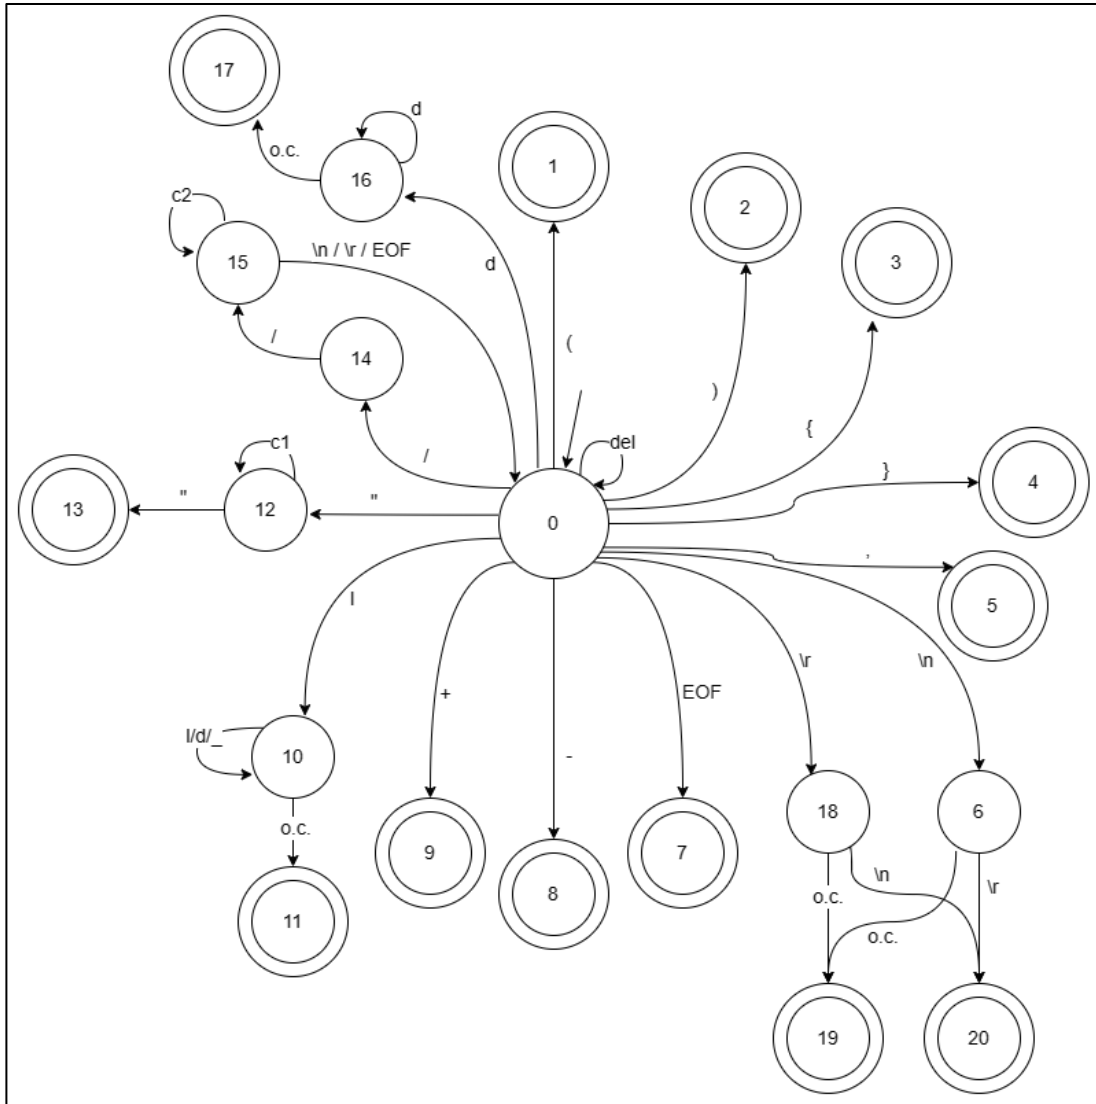 17
d
o.c.
16
1
2
c2
3
15
\n / \r / EOF
d
/
14
(
)
{
del
/
c1
}
"
"
13
12
0
4
,
5
l
\r
\n
+
EOF
l/d/_
10
-
18
6
o.c.
9
8
7
\n
\r
o.c.
11
o.c.
19
20